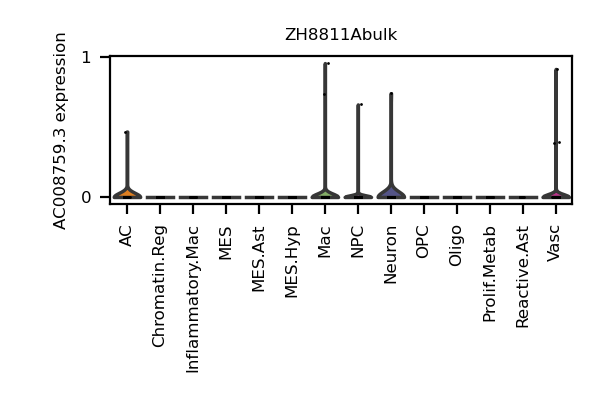 ZH8811Abulk
AC008759.3 expression
1
0
AC
Chromatin.Reg
Inflammatory.Mac
MES
MES.Ast
MES.Hyp
Mac
NPC
Neuron
OPC
Oligo
Prolif.Metab
Reactive.Ast
Vasc